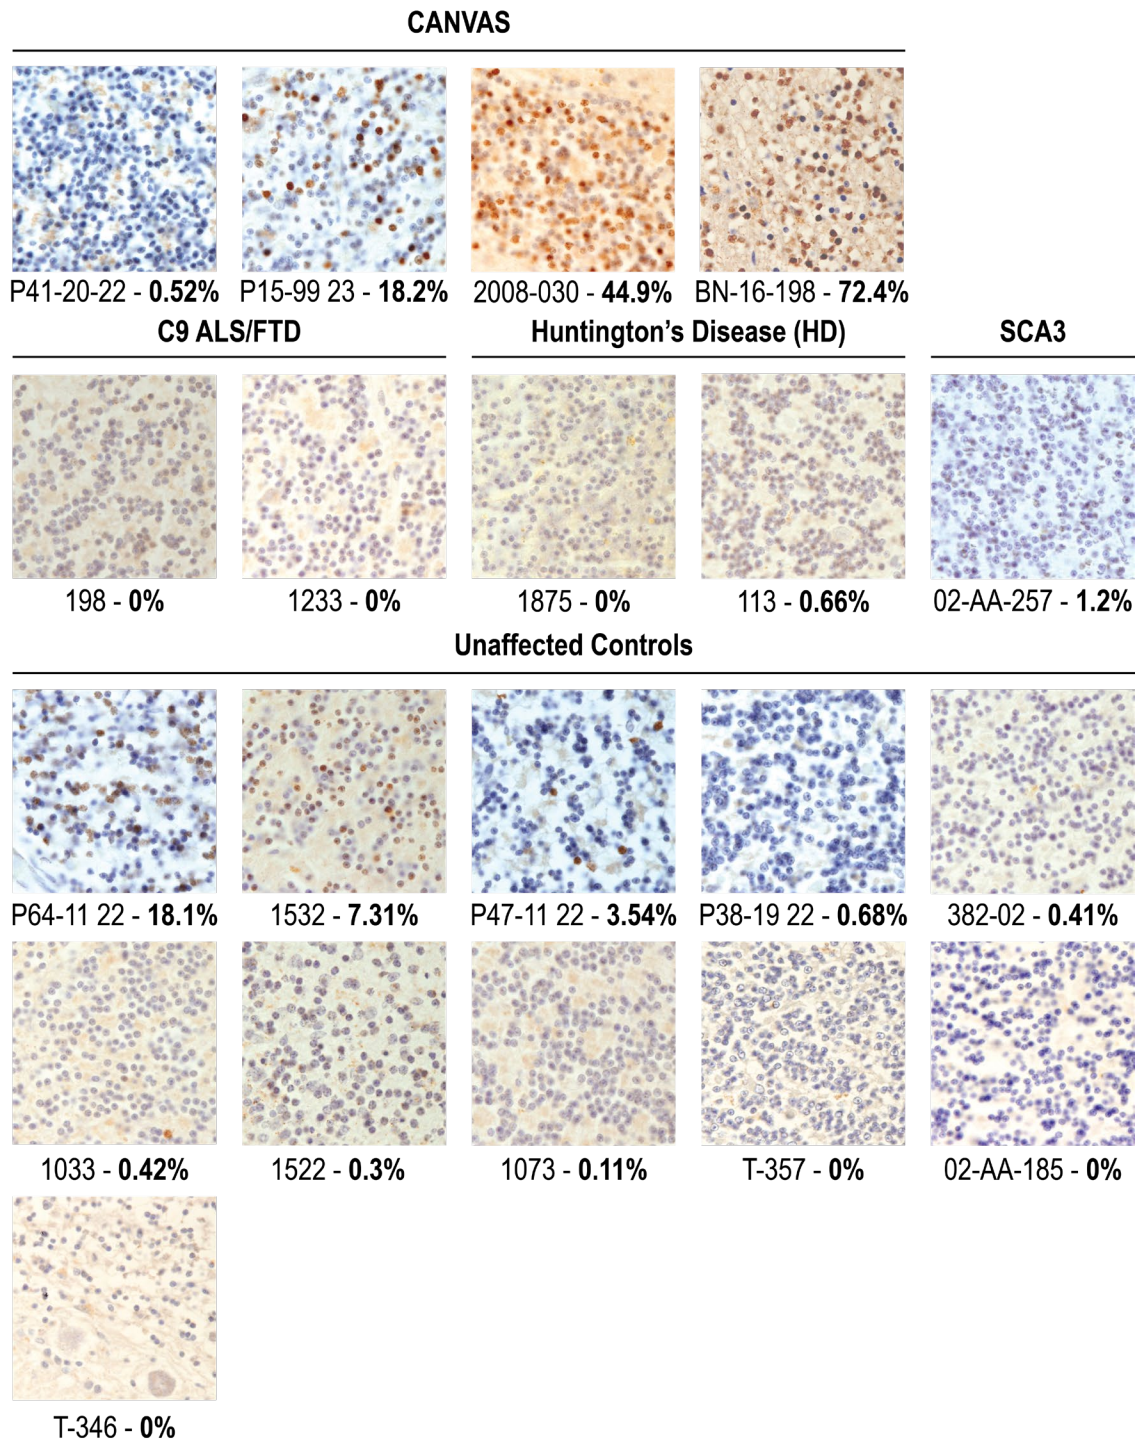 CANVAS
P41-20-22 - 0.52% P15-99 23 - 18.2% 2008-030 - 44.9% BN-16-198 - 72.4%
C9 ALS/FTD Huntington's Disease (HD) SCA3
198 - 0% 1233 - 0% 1875 - 0% 113 - 0.66% 02-AA-257 - 1.2%
Unaffected Controls
P64-11 22 - 18.1% 1532 - 7.31% P47-11 22 - 3.54% P38-19 22 - 0.68% 382-02 - 0.41%
1033 - 0.42% 1522 - 0.3% 1073 - 0.11% T-357 - 0% 02-AA-185 - 0%
T-346 - 0%